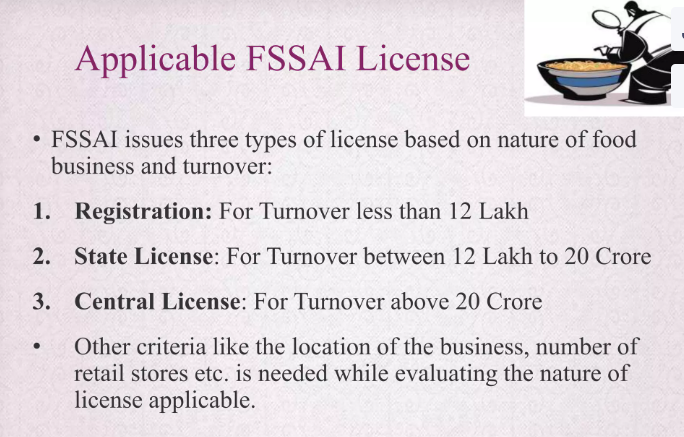 Applicable FSSAI License
• FSSAI issues three types of license based on nature of food
business and turnover:
1. Registration: For Turnover less than 12 Lakh
2. State License: For Turnover between 12 Lakh to 20 Crore
3. Central License: For Turnover above 20 Crore
• Other criteria like the location of the business, number of
retail stores etc. is needed while evaluating the nature of
license applicable.